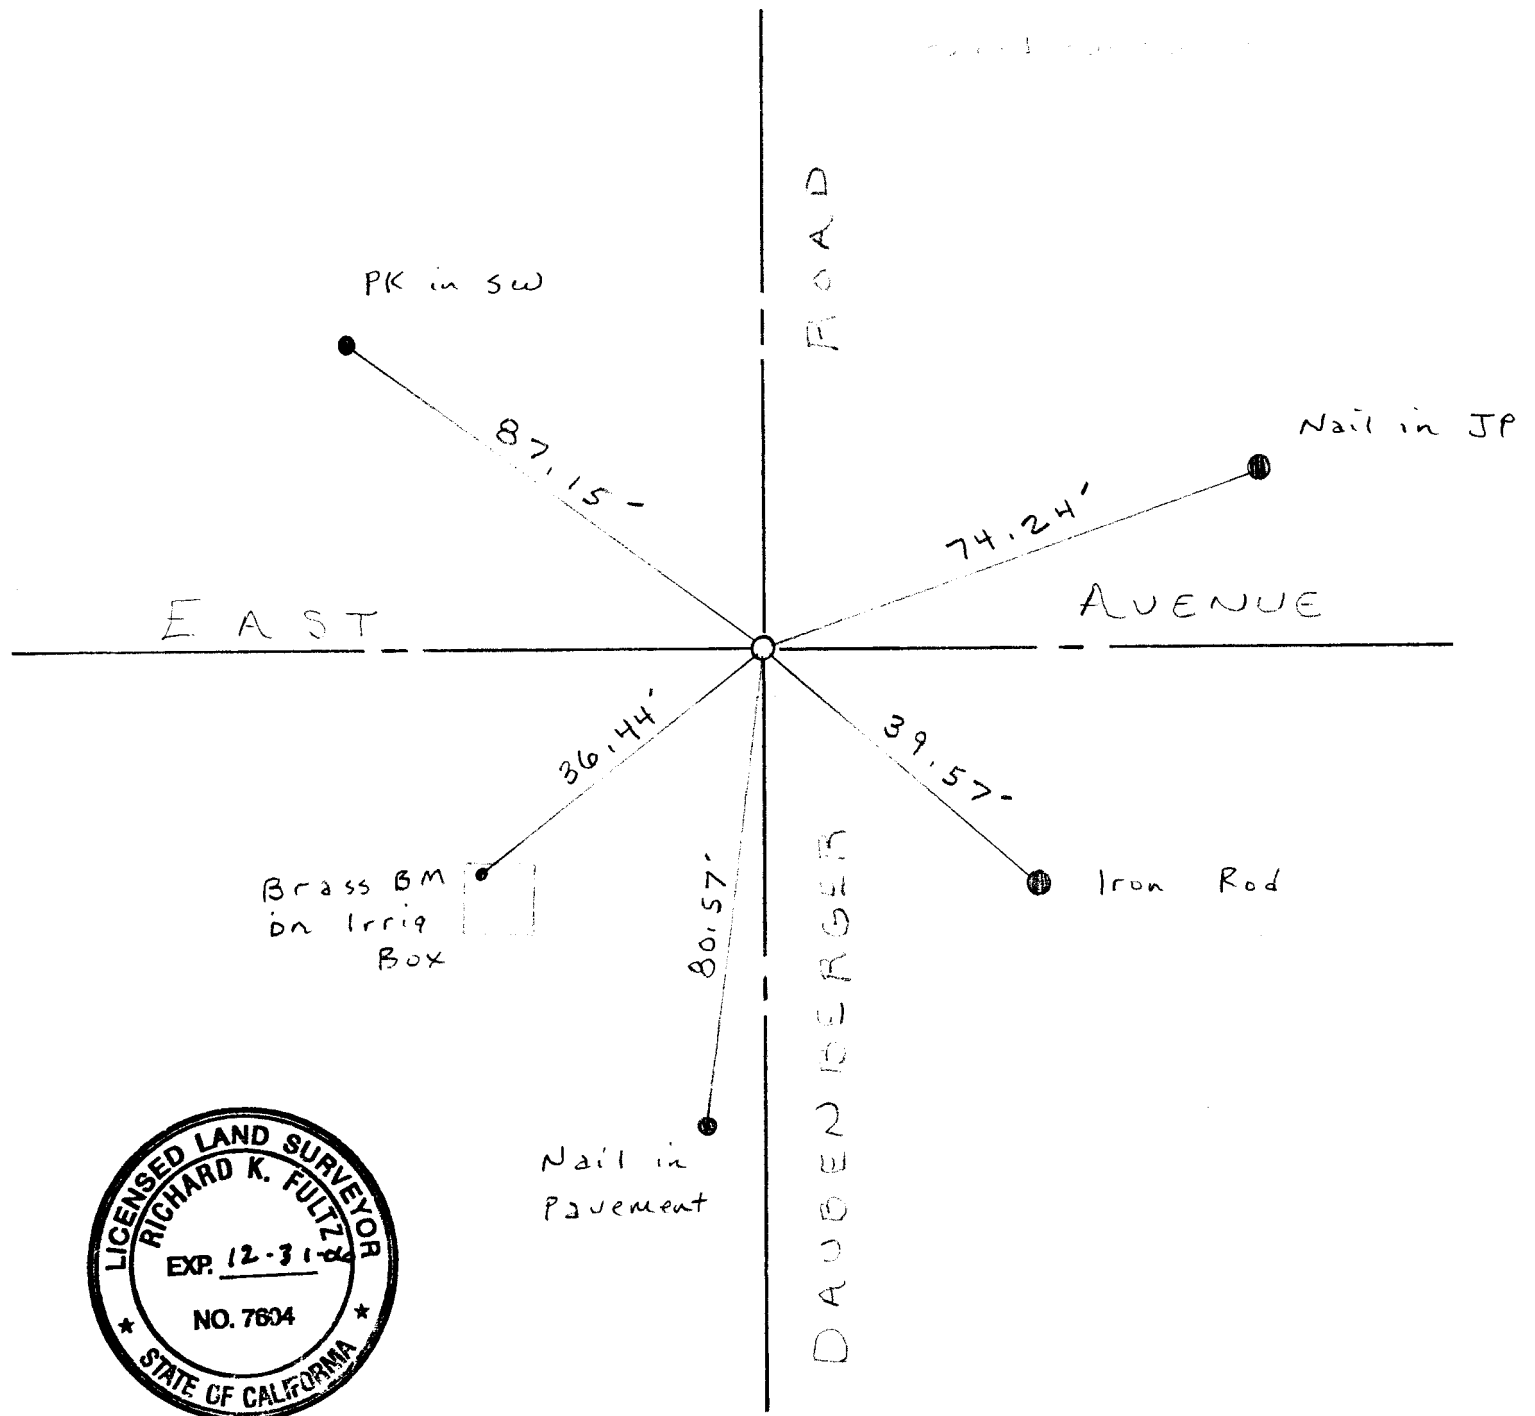 ROAD
PK in SW
Nail in JP
87.15'
74.24'
EAST
AVENUE
36.44'
39.57'
Brass BM
on Irrig
Box
80.57'
Iron Rod
Nail in
Pavement
DAUBENBERGER
LICENSED LAND SURVEYOR
RICHARD K. FULTZ
EXP. 12-31-06
NO. 7604
STATE OF CALIFORNIA